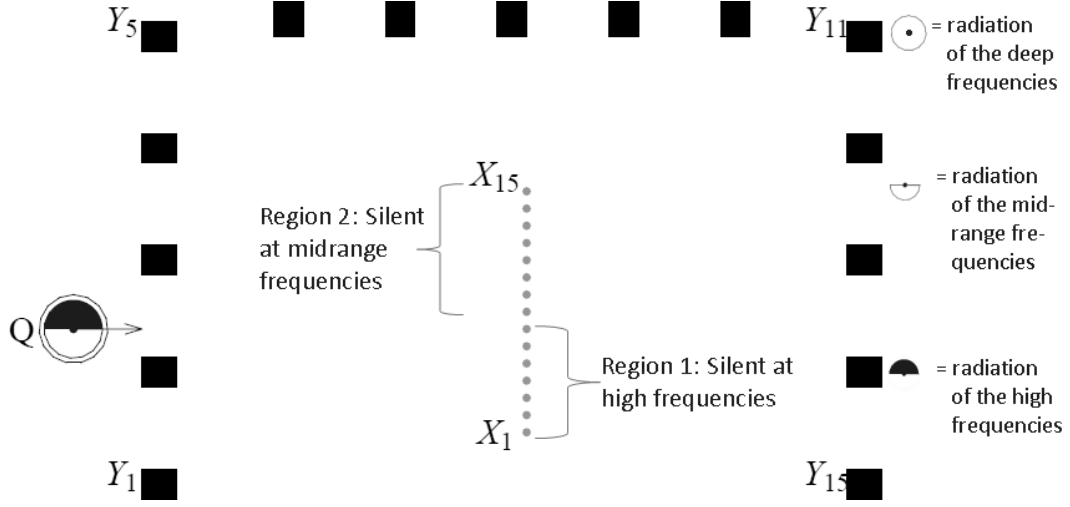 Y5
Y11
= radiation
of the deep
frequencies
X15
Region 2: Silent
at midrange
frequencies
= radiation
of the mid-
range fre-
quencies
Q
Region 1: Silent at
high frequencies
= radiation
of the high
frequencies
X1
Y1
Y15